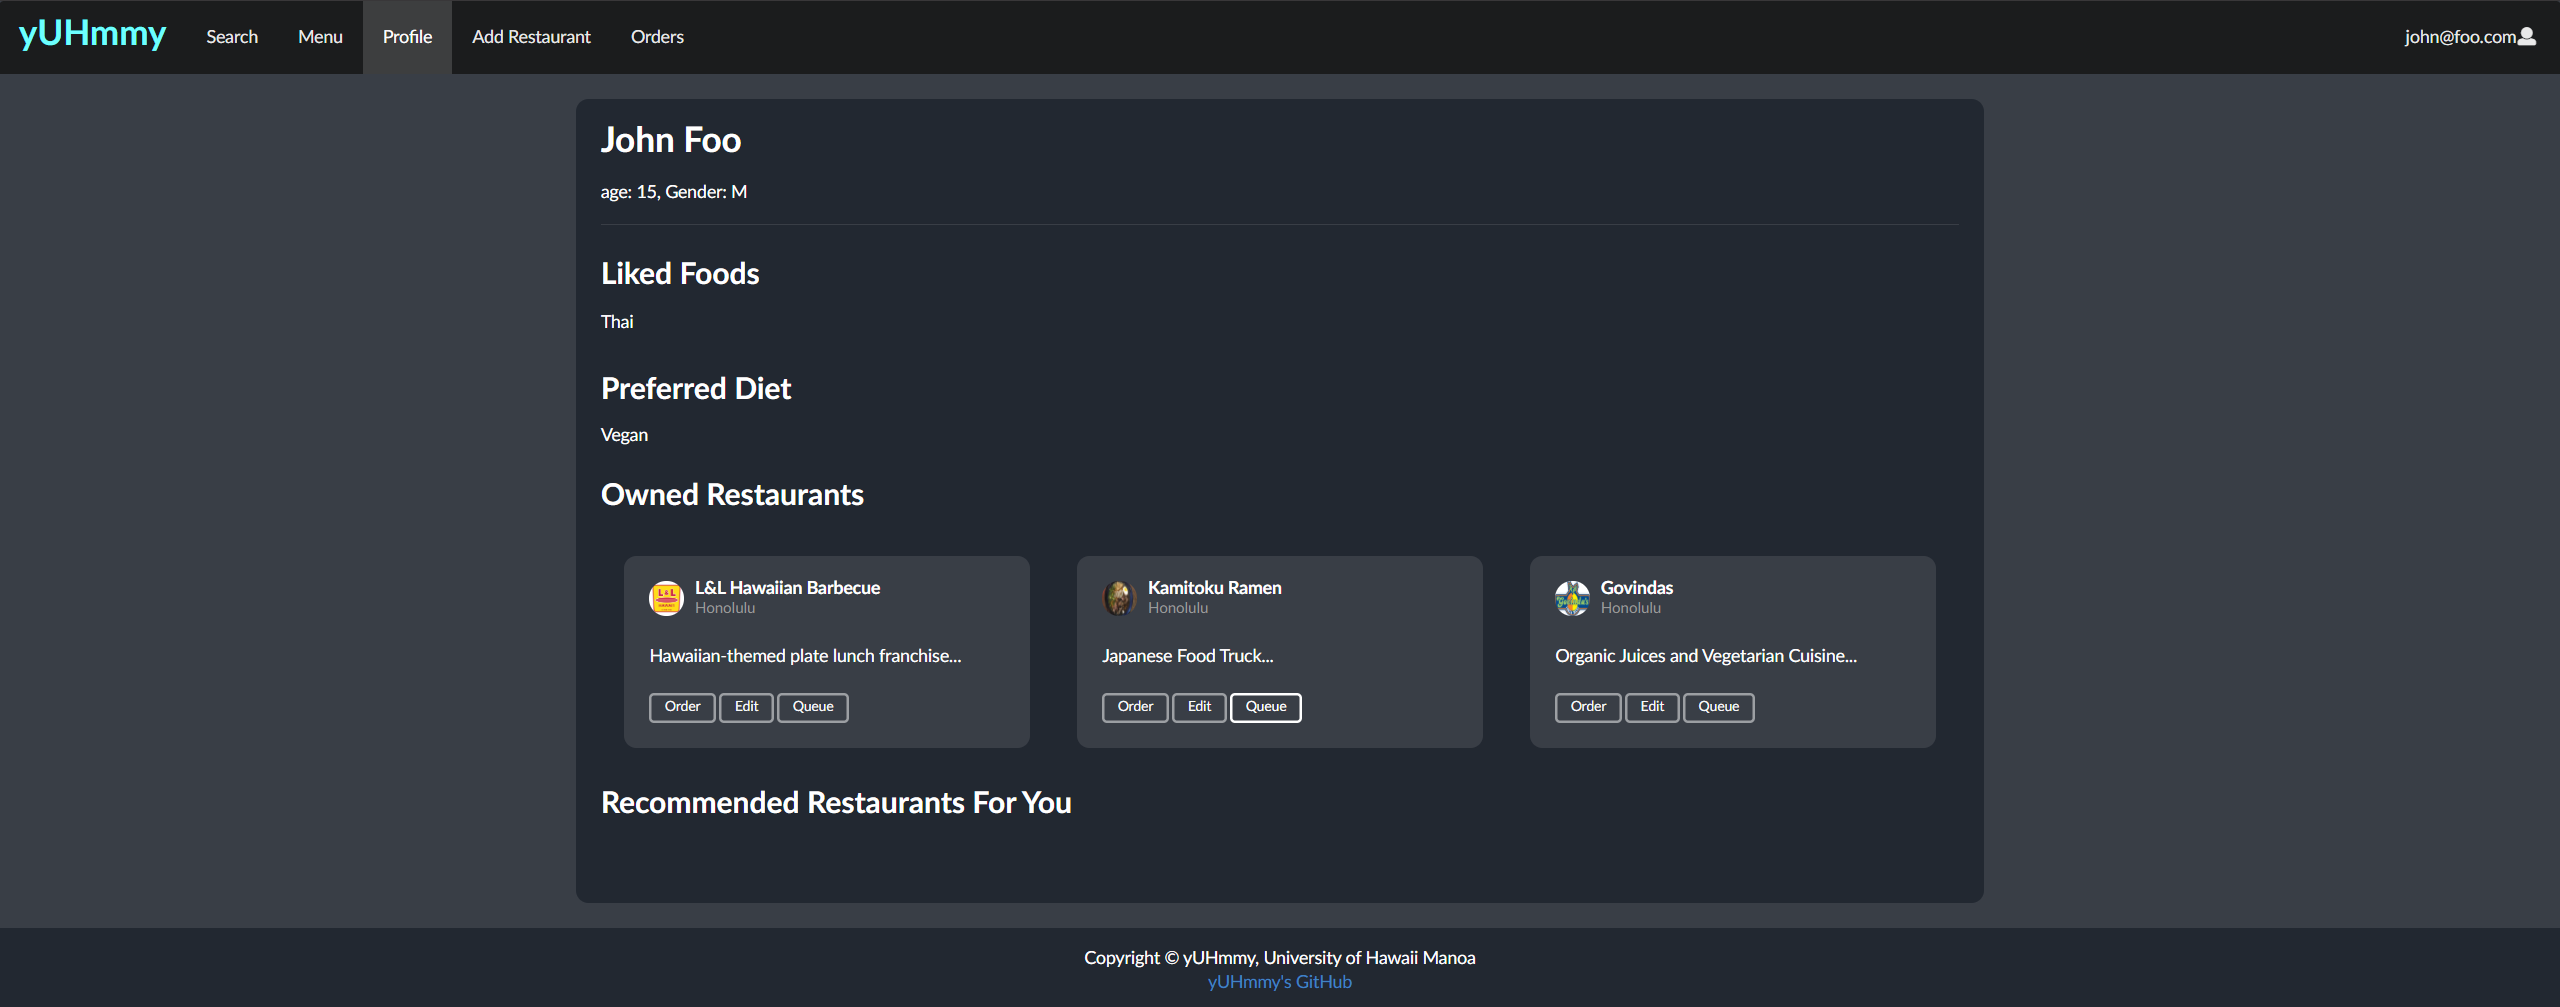 yUHmmy Search Menu Profile Add Restaurant Orders john@foo.com
John Foo
age: 15, Gender: M
Liked Foods
Thai
Preferred Diet
Vegan
Owned Restaurants
L&L
L&L Hawaiian Barbecue
Honolulu
Hawaiian-themed plate lunch franchise...
Order Edit Queue
Kamitoku Ramen
Honolulu
Japanese Food Truck...
Order Edit Queue
Govinda's
Govindas
Honolulu
Organic Juices and Vegetarian Cuisine...
Order Edit Queue
Recommended Restaurants For You
Copyright © yUHmmy, University of Hawaii Manoa
yUHmmy's GitHub